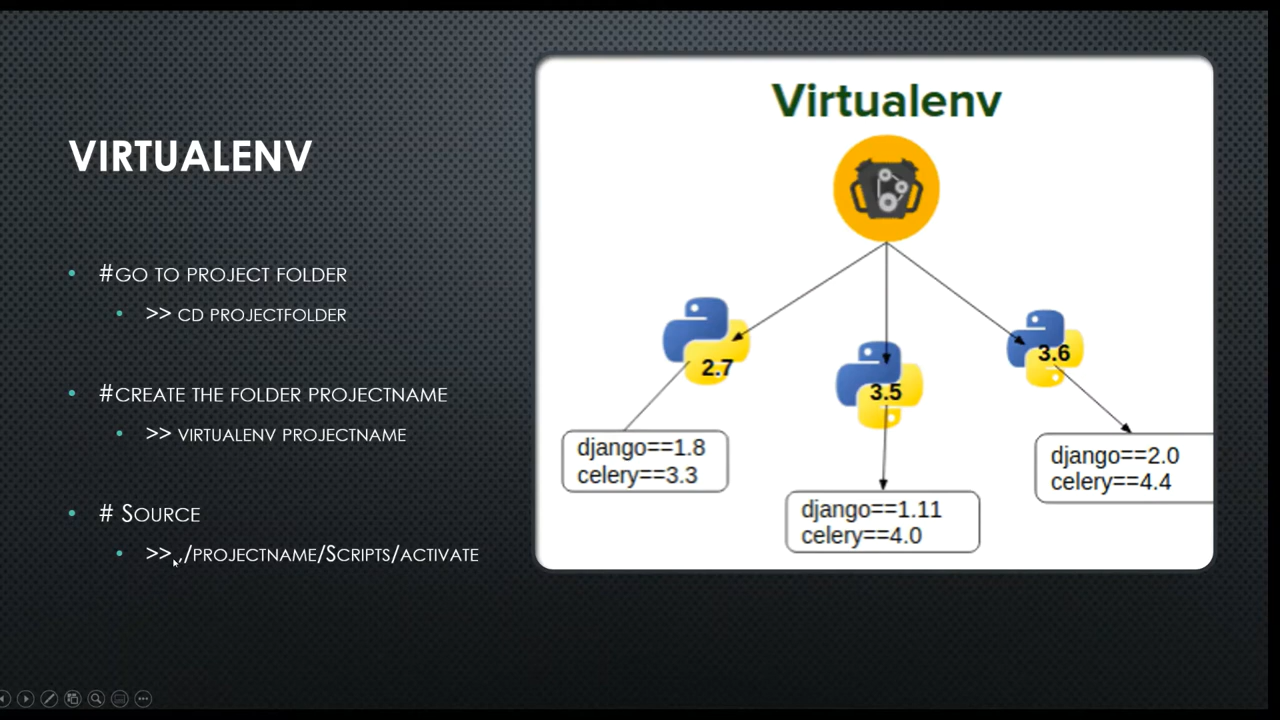 VIRTUALENV
#GO TO PROJECT FOLDER
>> CD PROJECTFOLDER
#CREATE THE FOLDER PROJECTNAME
>> VIRTUALENV PROJECTNAME
# SOURCE
>> ,/PROJECTNAME/SCRIPTS/ACTIVATE
Virtualenv
2.7
3.5
3.6
django==1.8
celery==3.3
django==1.11
celery==4.0
django==2.0
celery==4.4